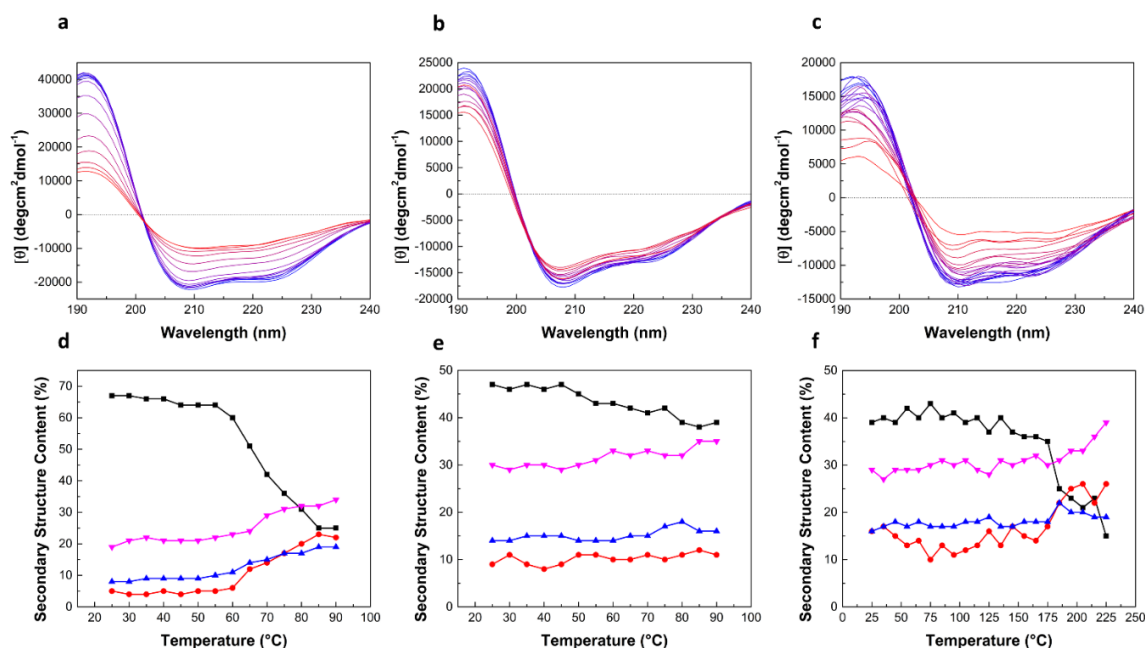 a b c
45000
40000
30000
20000
10000
0
-10000
-20000
190 200 210 220 230 240
Wavelength (nm)
[θ] (degcm²dmol⁻¹)
25000
20000
15000
10000
5000
0
-5000
-10000
-15000
-20000
190 200 210 220 230 240
Wavelength (nm)
[θ] (degcm²dmol⁻¹)
20000
15000
10000
5000
0
-5000
-10000
-15000
190 200 210 220 230 240
Wavelength (nm)
[θ] (degcm²dmol⁻¹)
d e f
70
60
50
40
30
20
10
0
20 30 40 50 60 70 80 90 100
Temperature (°C)
Secondary Structure Content (%)
50
40
30
20
10
0
20 30 40 50 60 70 80 90 100
Temperature (°C)
Secondary Structure Content (%)
50
40
30
20
10
0
0 25 50 75 100 125 150 175 200 225 250
Temperature (°C)
Secondary Structure Content (%)